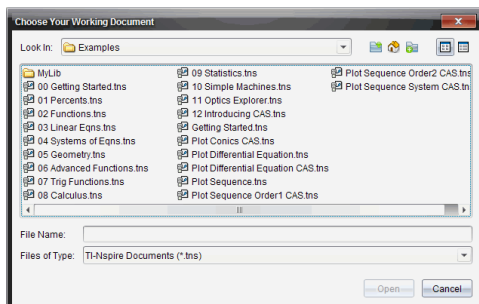 Choose Your Working Document
Look In: Examples
MyLib
00 Getting Started.tns
01 Percents.tns
02 Functions.tns
03 Linear Eqns.tns
04 Systems of Eqns.tns
05 Geometry.tns
06 Advanced Functions.tns
07 Trig Functions.tns
08 Calculus.tns
09 Statistics.tns
10 Simple Machines.tns
11 Optics Explorer.tns
12 Introducing CAS.tns
Getting Started.tns
Plot Conics CAS.tns
Plot Differential Equation.tns
Plot Differential Equation CAS.tns
Plot Sequence.tns
Plot Sequence Order1 CAS.tns
Plot Sequence Order2 CAS.tns
Plot Sequence System CAS.tn
File Name:
Files of Type: TI-Nspire Documents (*.tns)
Open Cancel